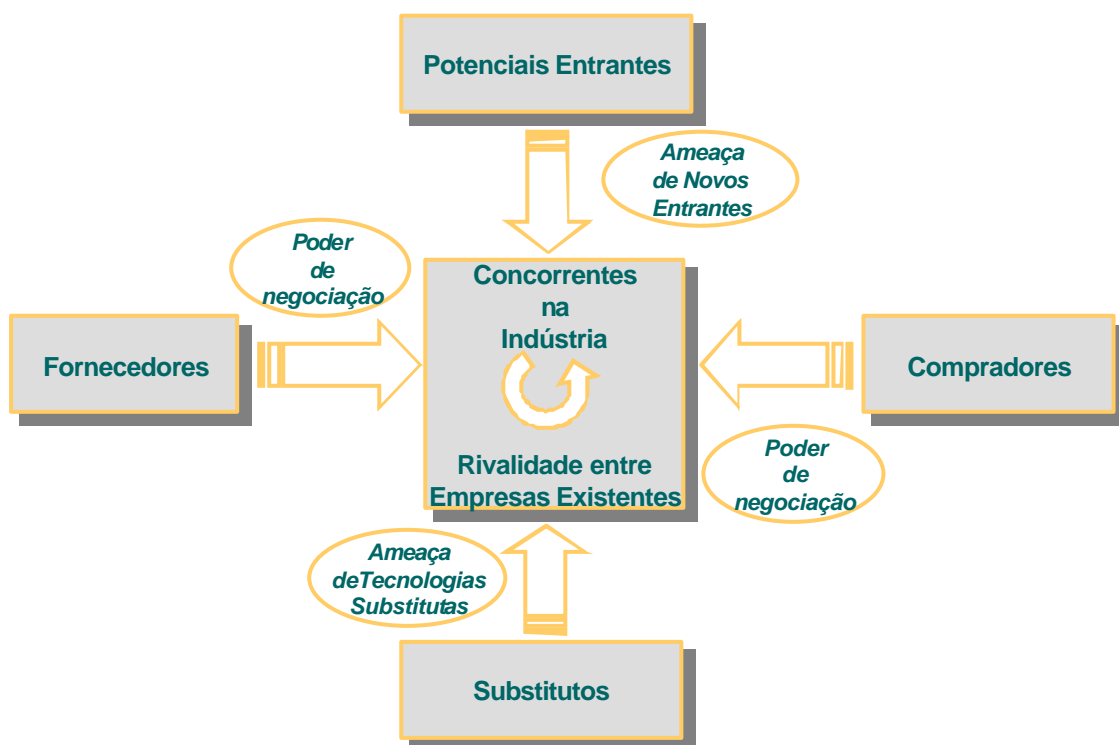 Potenciais Entrantes
Ameaça
de Novos
Entrantes
Poder
de
negociação
Concorrentes
na
Indústria
Fornecedores
Compradores
Rivalidade entre
Empresas Existentes
Poder
de
negociação
Ameaça
deTecnologias
Substitutas
Substitutos